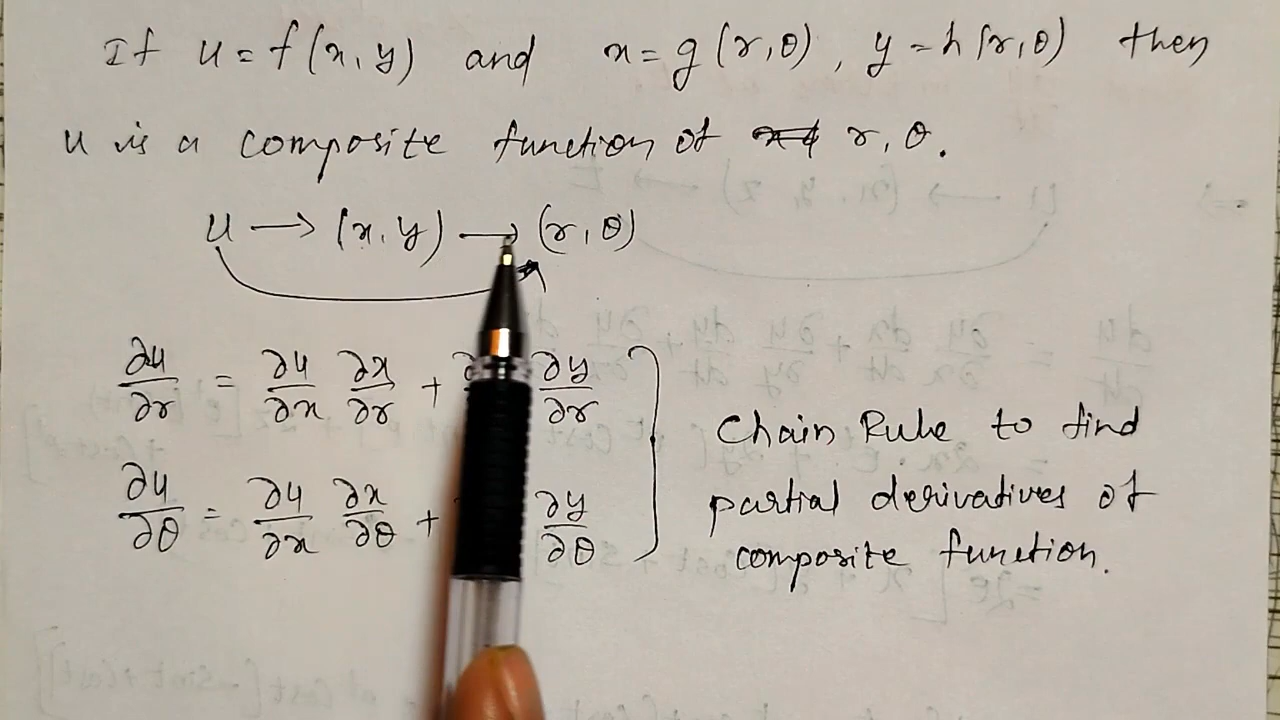 If u = f(x, y) and x = g(r, θ), y = h(r, θ) then
u is a composite function of r, θ.
u → (x, y) → (r, θ)
∂u/∂r = ∂u/∂x ∂x/∂r + ∂y/∂r
∂u/∂θ = ∂u/∂x ∂x/∂θ + ∂y/∂θ
Chain Rule to find
partial derivatives of
composite function.